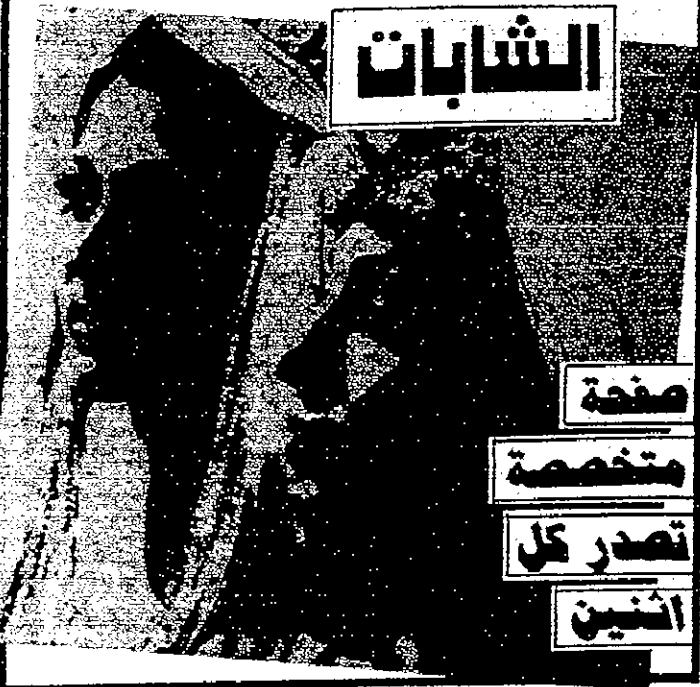 الشابات
صفحة
متخصصة
تصدر كل
اثنين